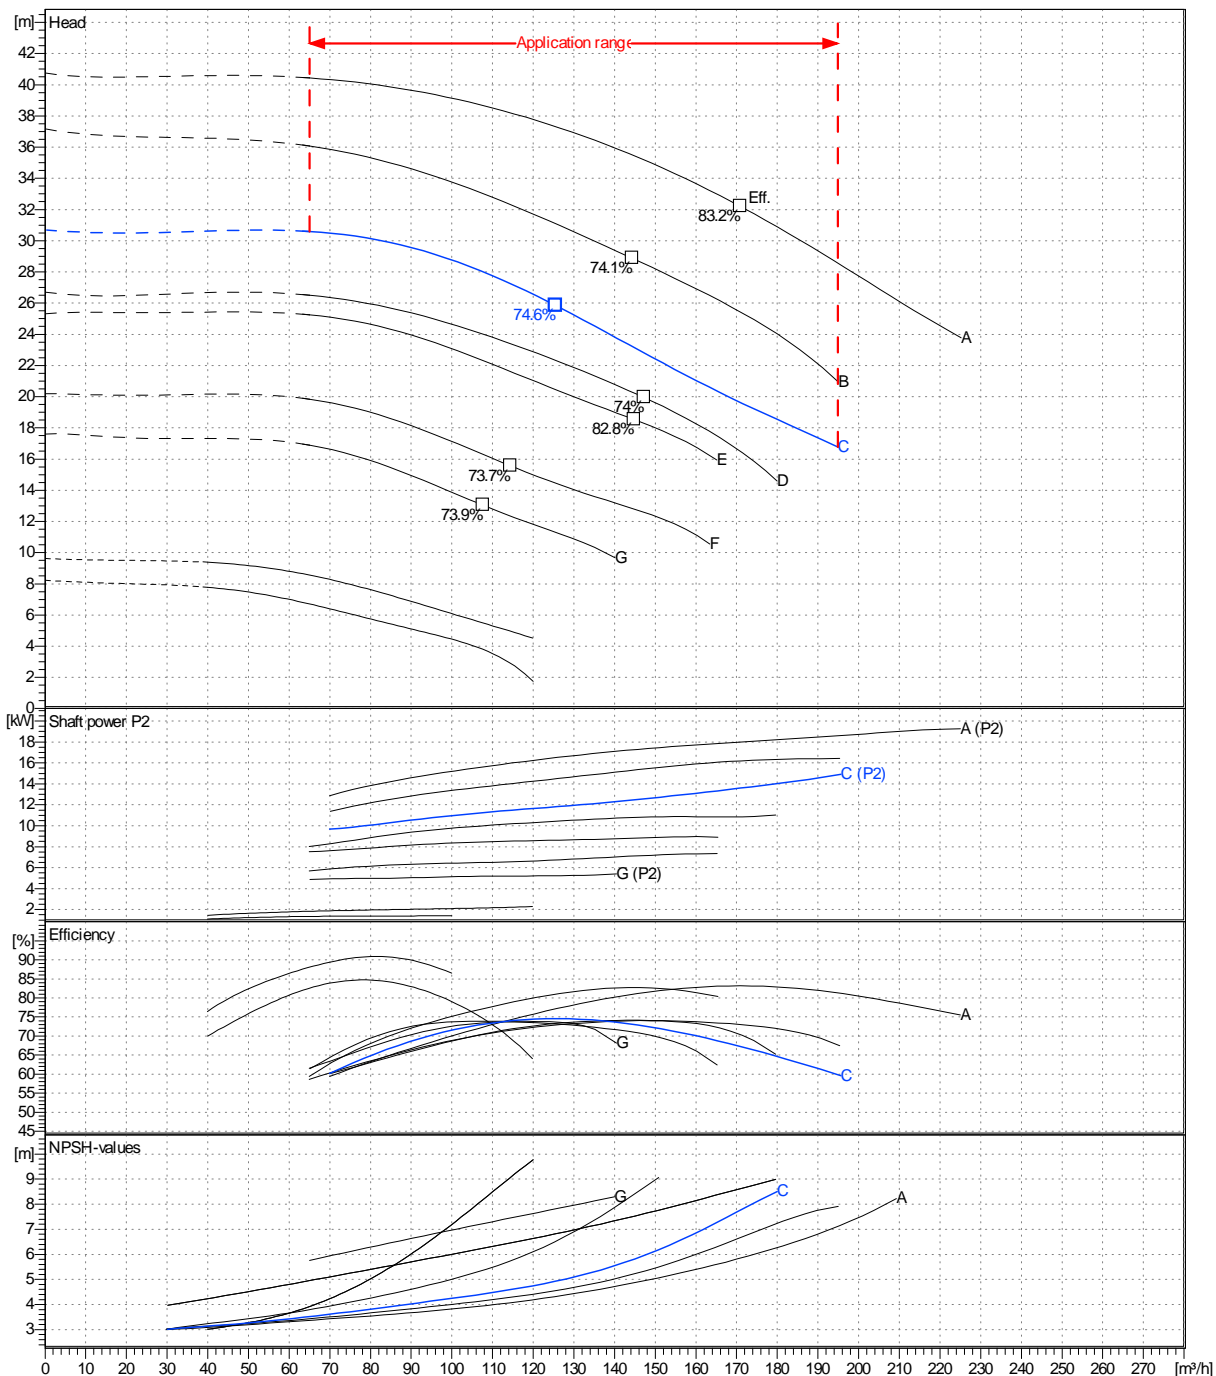 [m] Head
Application range
42
40
38
36
34
32
30
28
26
24
22
20
18
16
14
12
10
8
6
4
2
0
Eff.
83.2%
74.1%
74.6%
74%
82.8%
73.7%
73.9%
A
B
C
D
E
F
G
[kW] Shaft power P2
18
16
14
12
10
8
6
4
2
A (P2)
C (P2)
G (P2)
[%] Efficiency
90
85
80
75
70
65
60
55
50
45
A
G
C
[m] NPSH-values
9
8
7
6
5
4
3
G
C
A
0 10 20 30 40 50 60 70 80 90 100 110 120 130 140 150 160 170 180 190 200 210 220 230 240 250 260 270 [m³/h]